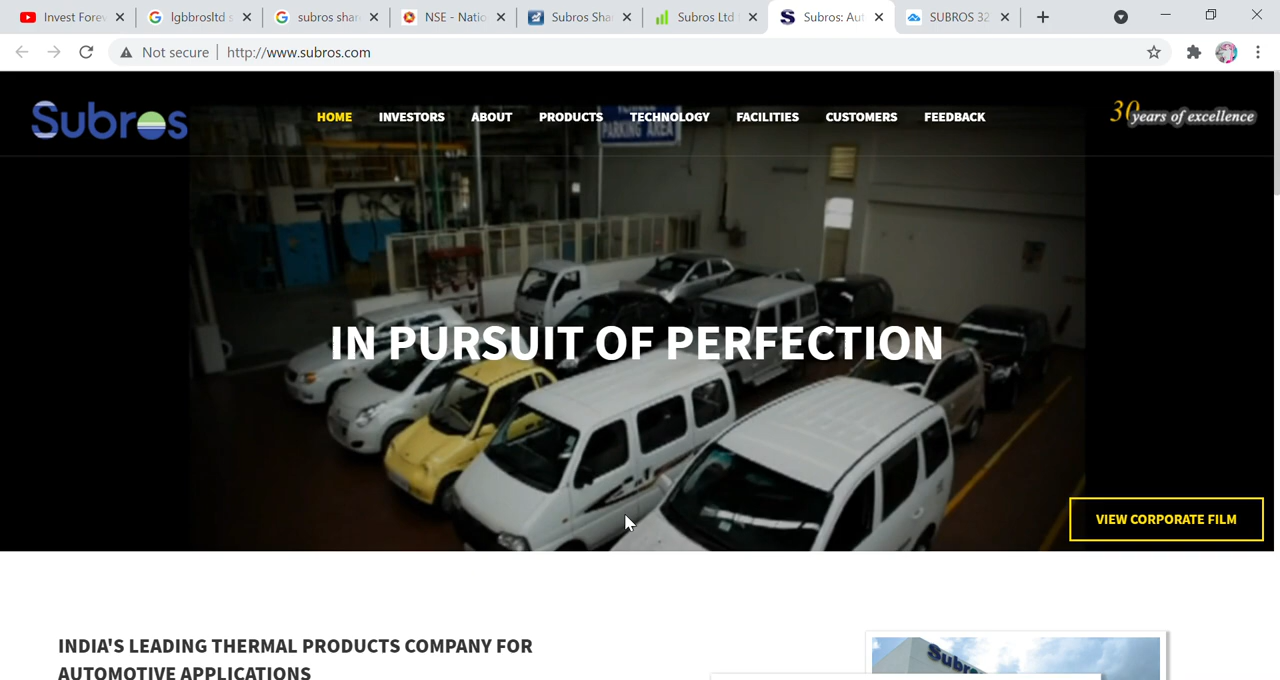 Invest Forev
lgbbrosltd s
subros shar
NSE - Natio
Subros Sha
Subros Ltd
Subros: Aut
SUBROS 32
Not secure
http://www.subros.com
Subros
HOME
INVESTORS
ABOUT
PRODUCTS
TECHNOLOGY
FACILITIES
CUSTOMERS
FEEDBACK
30 years of excellence
PARKING AREA
IN PURSUIT OF PERFECTION
VIEW CORPORATE FILM
INDIA'S LEADING THERMAL PRODUCTS COMPANY FOR
AUTOMOTIVE APPLICATIONS
Subros